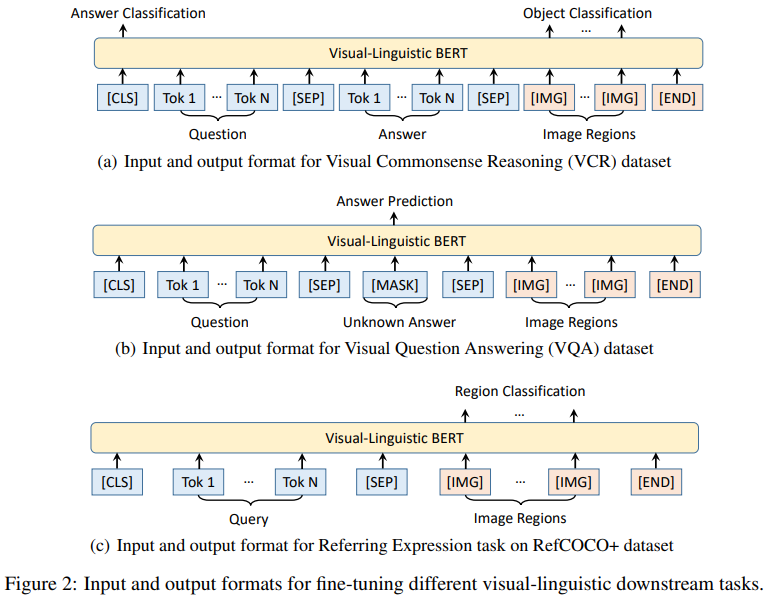 Answer Classification Object Classification
...
Visual-Linguistic BERT
[CLS] Tok 1 ... Tok N [SEP] Tok 1 ... Tok N [SEP] [IMG] ... [IMG] [END]
Question Answer Image Regions
(a) Input and output format for Visual Commonsense Reasoning (VCR) dataset
Answer Prediction
Visual-Linguistic BERT
[CLS] Tok 1 ... Tok N [SEP] [MASK] [SEP] [IMG] ... [IMG] [END]
Question Unknown Answer Image Regions
(b) Input and output format for Visual Question Answering (VQA) dataset
Region Classification
...
Visual-Linguistic BERT
[CLS] Tok 1 ... Tok N [SEP] [IMG] ... [IMG] [END]
Query Image Regions
(c) Input and output format for Referring Expression task on RefCOCO+ dataset
Figure 2: Input and output formats for fine-tuning different visual-linguistic downstream tasks.